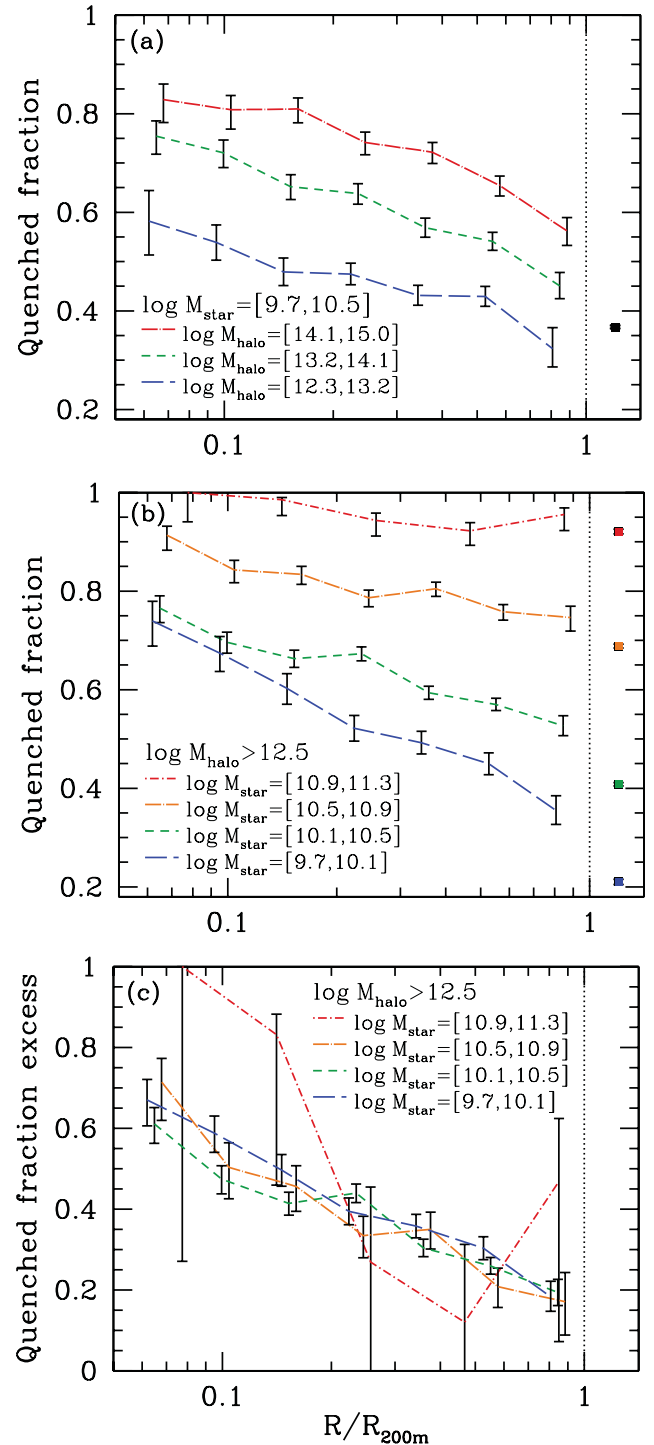 (a)
Quenched fraction
1
0.8
0.6
0.4
0.2
log M_star=[9.7,10.5]
log M_halo=[14.1,15.0]
log M_halo=[13.2,14.1]
log M_halo=[12.3,13.2]
0.1
1
(b)
Quenched fraction
1
0.8
0.6
0.4
0.2
log M_halo>12.5
log M_star=[10.9,11.3]
log M_star=[10.5,10.9]
log M_star=[10.1,10.5]
log M_star=[9.7,10.1]
0.1
1
(c)
Quenched fraction excess
1
0.8
0.6
0.4
0.2
0
log M_halo>12.5
log M_star=[10.9,11.3]
log M_star=[10.5,10.9]
log M_star=[10.1,10.5]
log M_star=[9.7,10.1]
0.1
1
R/R_200m